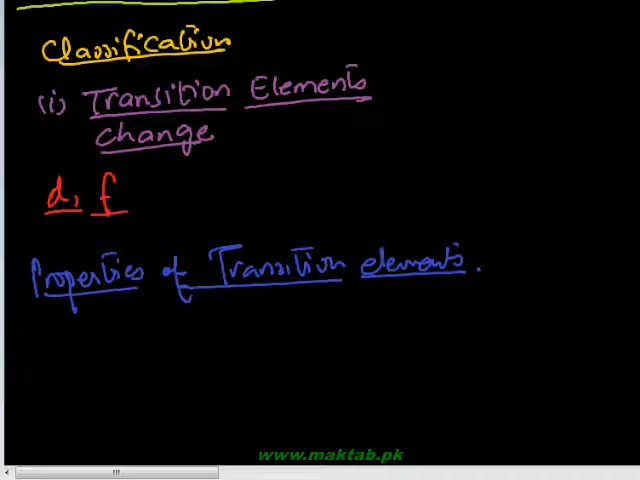 Classification
(i) Transition Elements
change
d, f
Properties of Transition elements.
www.maktab.pk